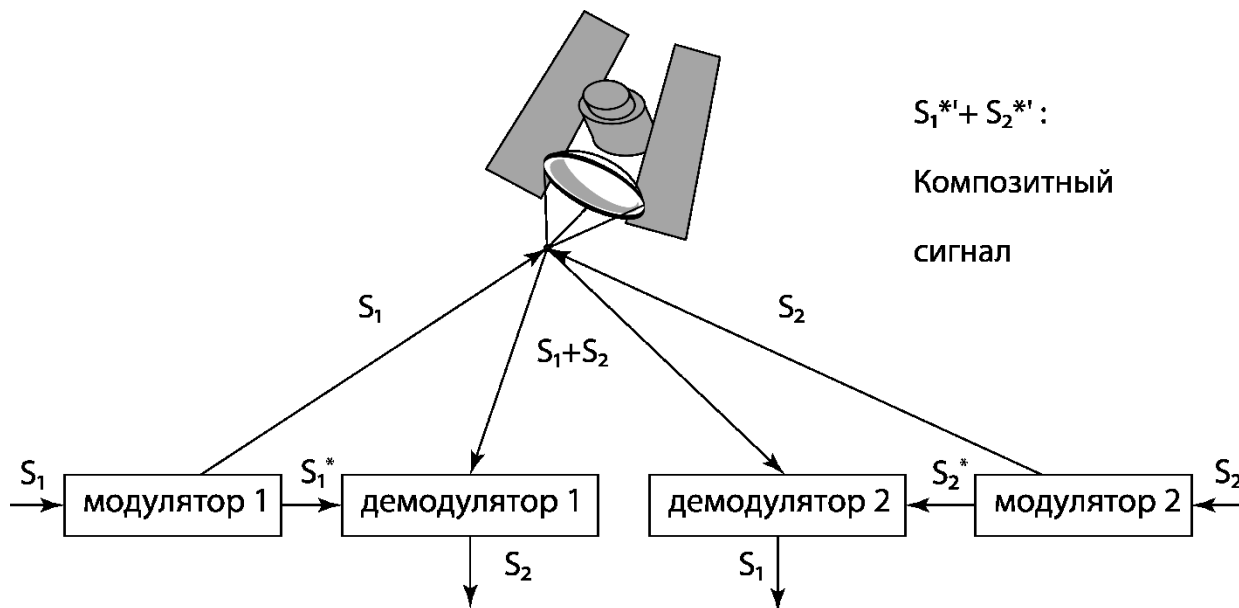 S₁*'+ S₂*' :
Композитный
сигнал
S₁
S₂
S₁+S₂
S₁
модулятор 1
S₁*
демодулятор 1
демодулятор 2
S₂*
модулятор 2
S₂
S₂
S₁